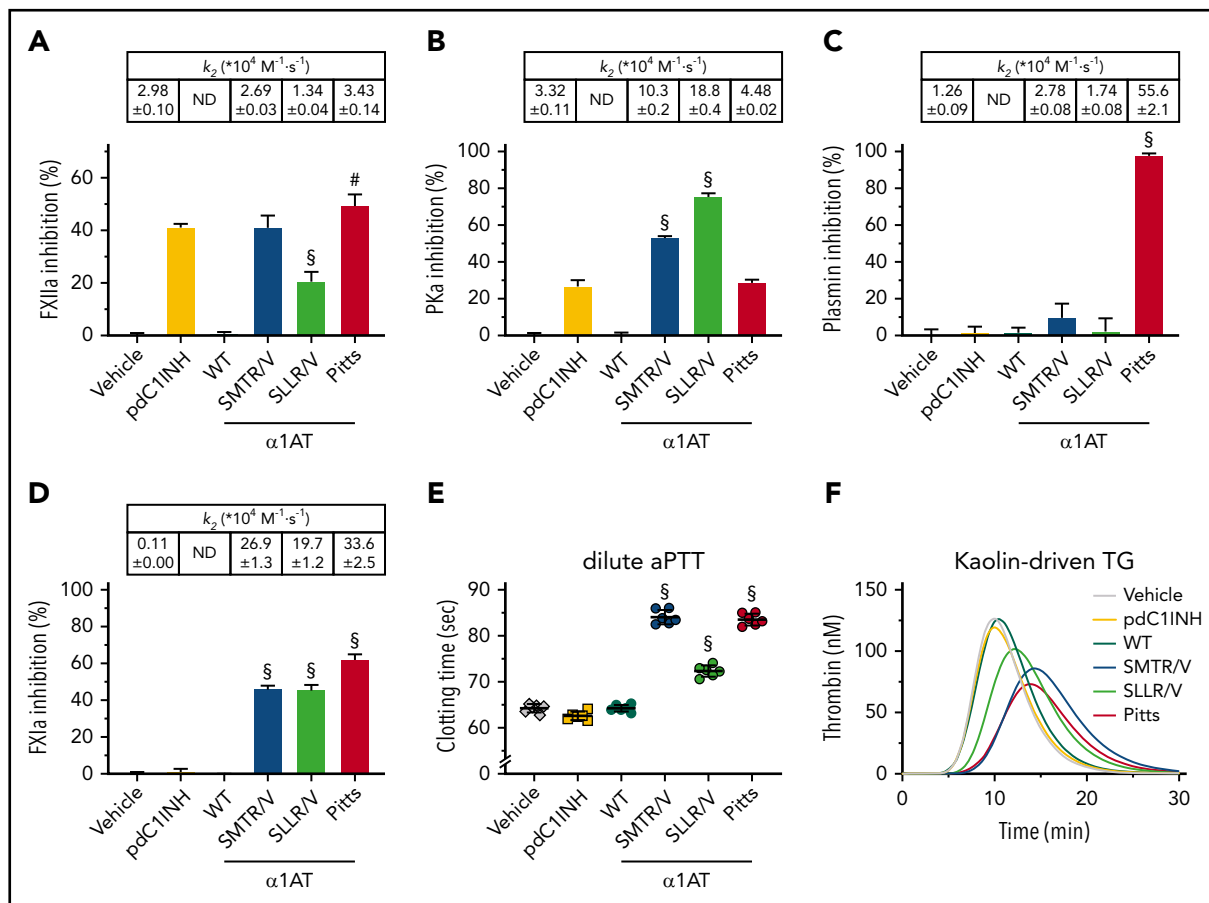 A
k2 (*10^4 M-1·s-1)
2.98 ±0.10 ND 2.69 ±0.03 1.34 ±0.04 3.43 ±0.14
FXIIa inhibition (%)
60
40
20
0
§
#
Vehicle
pdC1INH
WT
SMTR/V
SLLR/V
Pitts
α1AT
B
k2 (*10^4 M-1·s-1)
3.32 ±0.11 ND 10.3 ±0.2 18.8 ±0.4 4.48 ±0.02
PKa inhibition (%)
100
80
60
40
20
0
§
§
Vehicle
pdC1INH
WT
SMTR/V
SLLR/V
Pitts
α1AT
C
k2 (*10^4 M-1·s-1)
1.26 ±0.09 ND 2.78 ±0.08 1.74 ±0.08 55.6 ±2.1
Plasmin inhibition (%)
100
80
60
40
20
0
§
Vehicle
pdC1INH
WT
SMTR/V
SLLR/V
Pitts
α1AT
D
k2 (*10^4 M-1·s-1)
0.11 ±0.00 ND 26.9 ±1.3 19.7 ±1.2 33.6 ±2.5
FXIa inhibition (%)
100
80
60
40
20
0
§
§
§
Vehicle
pdC1INH
WT
SMTR/V
SLLR/V
Pitts
α1AT
E
dilute aPTT
Clotting time (sec)
90
80
70
60
0
§
§
§
Vehicle
pdC1INH
WT
SMTR/V
SLLR/V
Pitts
α1AT
F
Kaolin-driven TG
Thrombin (nM)
150
100
50
0
Vehicle
pdC1INH
WT
SMTR/V
SLLR/V
Pitts
0 10 20 30
Time (min)